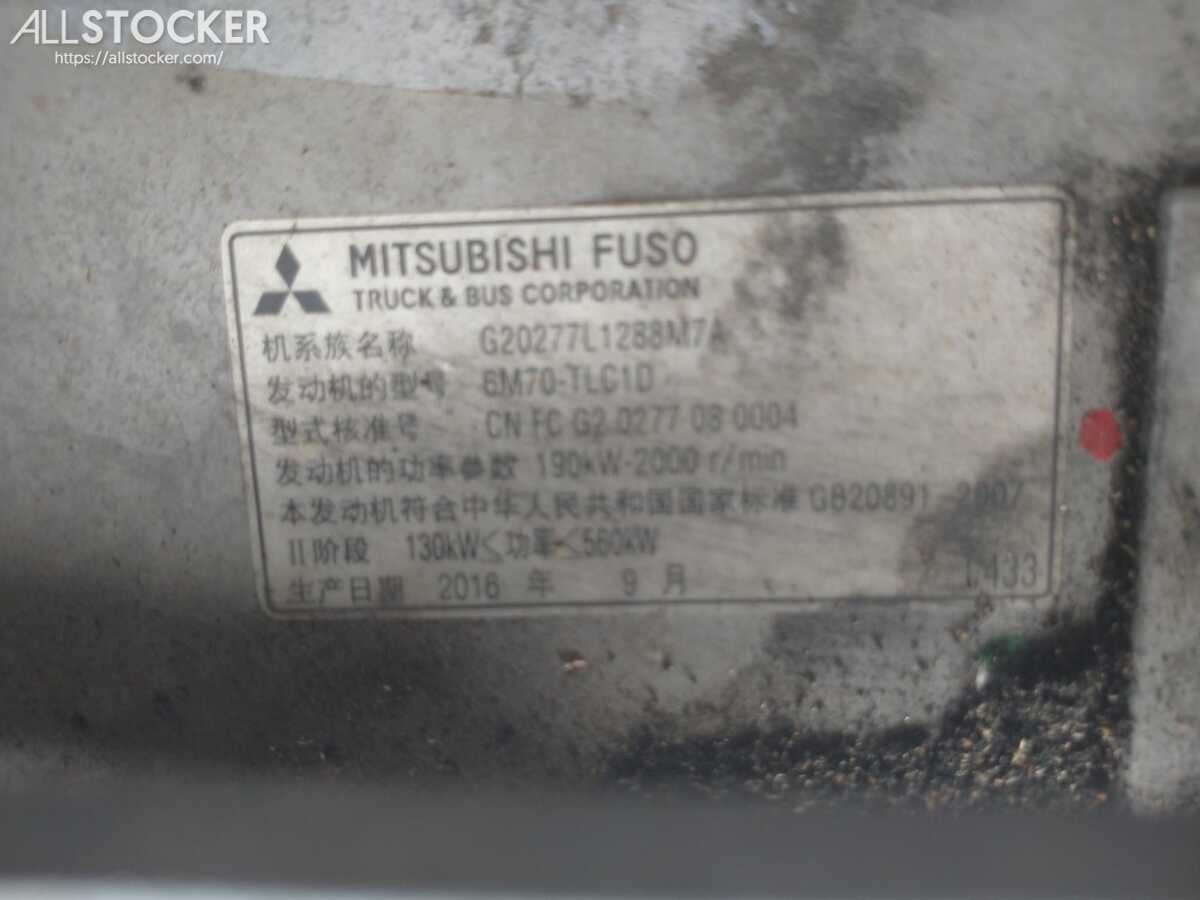 ALLSTOCKER
https://allstocker.com/
MITSUBISHI FUSO
TRUCK & BUS CORPORATION
机系族名称 G20277L1288M7A
发动机的型号 6M70-TLC1D
型式核准号 CN FC G2 0277 08 0004
发动机的功率参数 190kW-2000 r/min
本发动机符合中华人民共和国国家标准 GB20891-2007
II阶段 130kW<功率<560kW
生产日期 2016 年 9 月